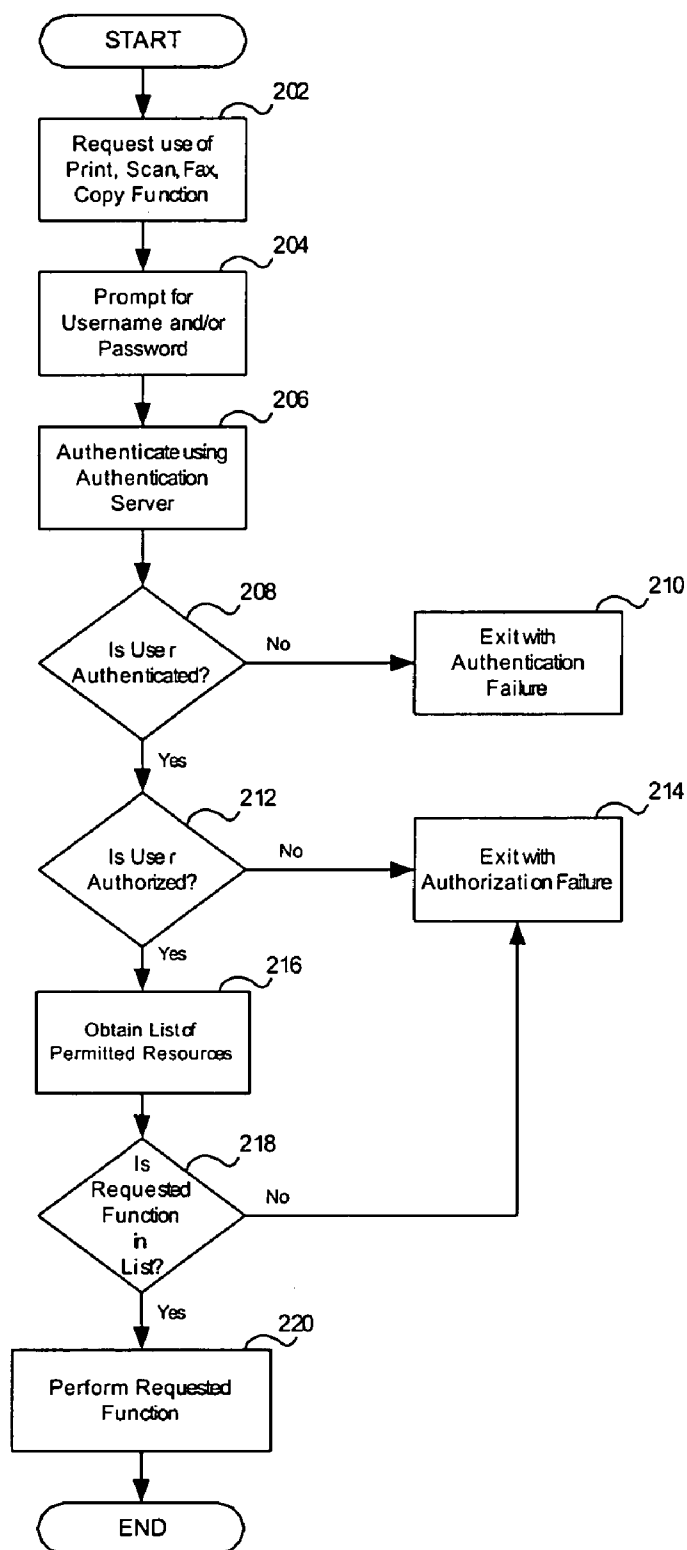 START
202
Request use of
Print, Scan, Fax,
Copy Function
204
Prompt for
Username and/or
Password
206
Authenticate using
Authentication
Server
208
Is User
Authenticated?
No
210
Exit with
Authentication
Failure
Yes
212
Is User
Authorized?
No
214
Exit with
Authorization Failure
Yes
216
Obtain List of
Permitted Resources
218
Is
Requested
Function
in
List?
No
Yes
220
Perform Requested
Function
END